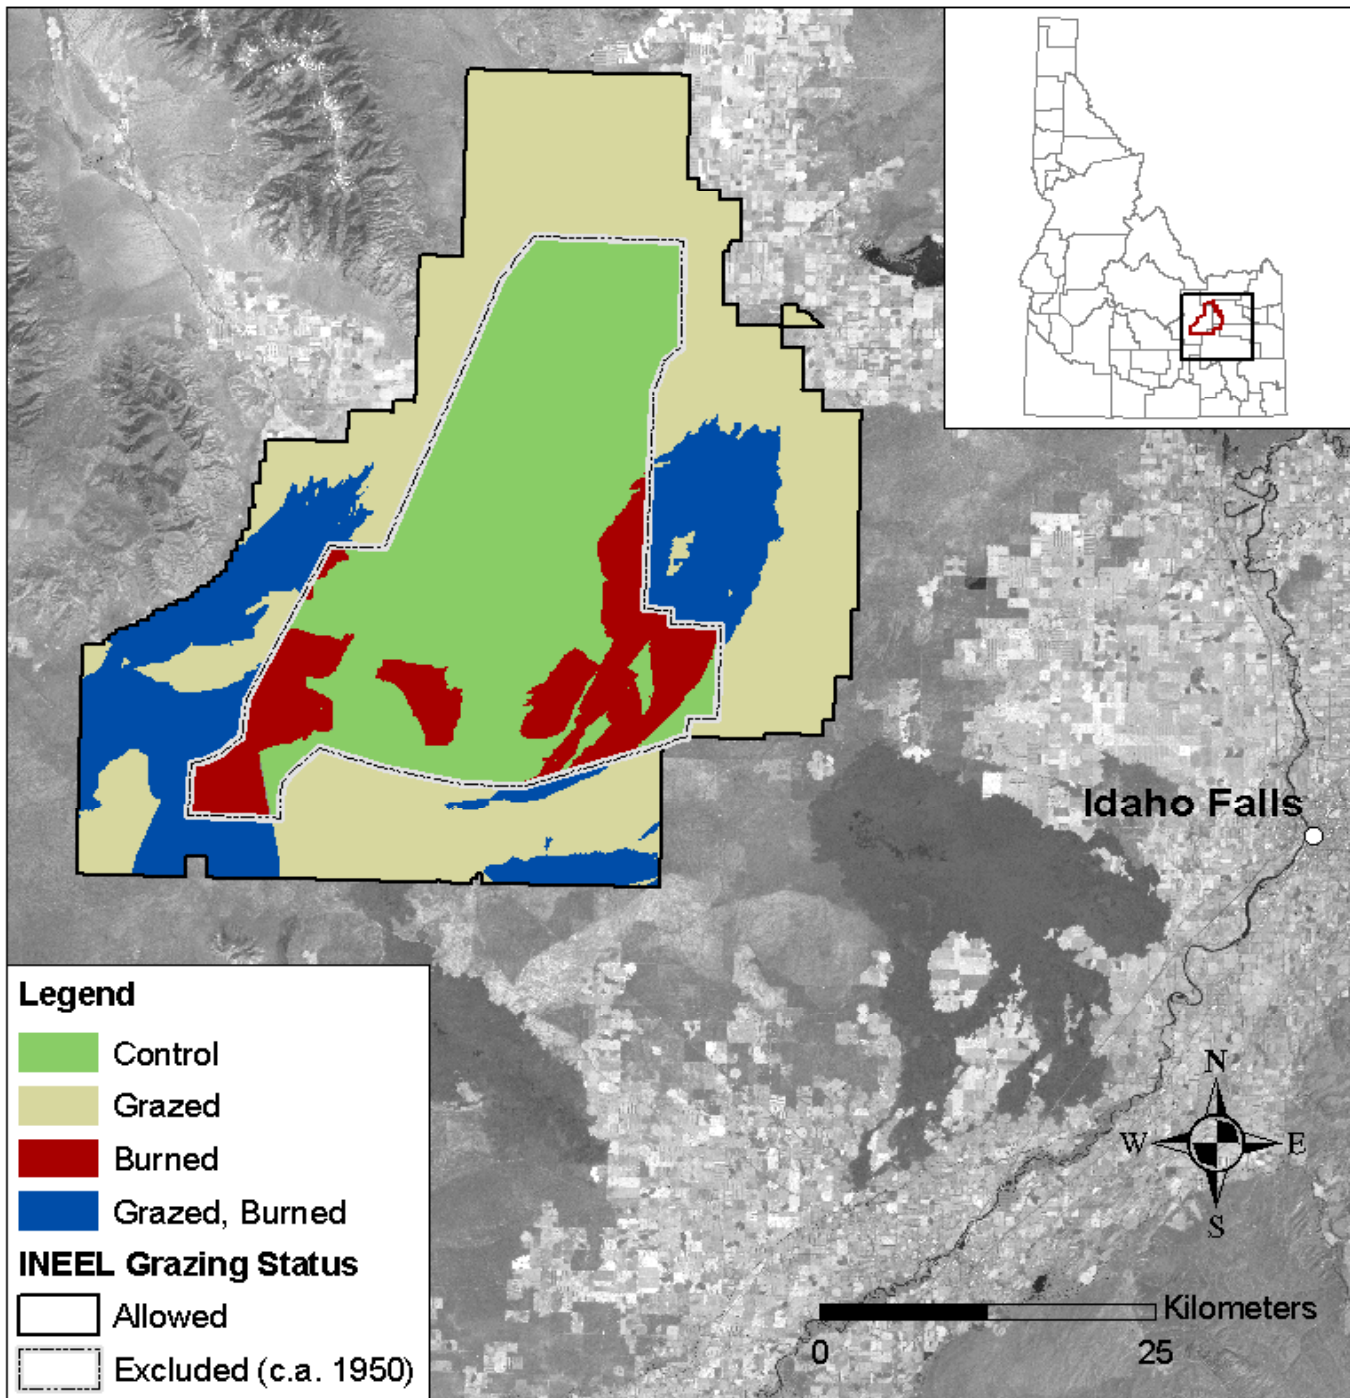 Idaho Falls
Legend
Control
Grazed
Burned
Grazed, Burned
INEEL Grazing Status
Allowed
Excluded (c.a. 1950)
N
W E
S
Kilometers
0 25